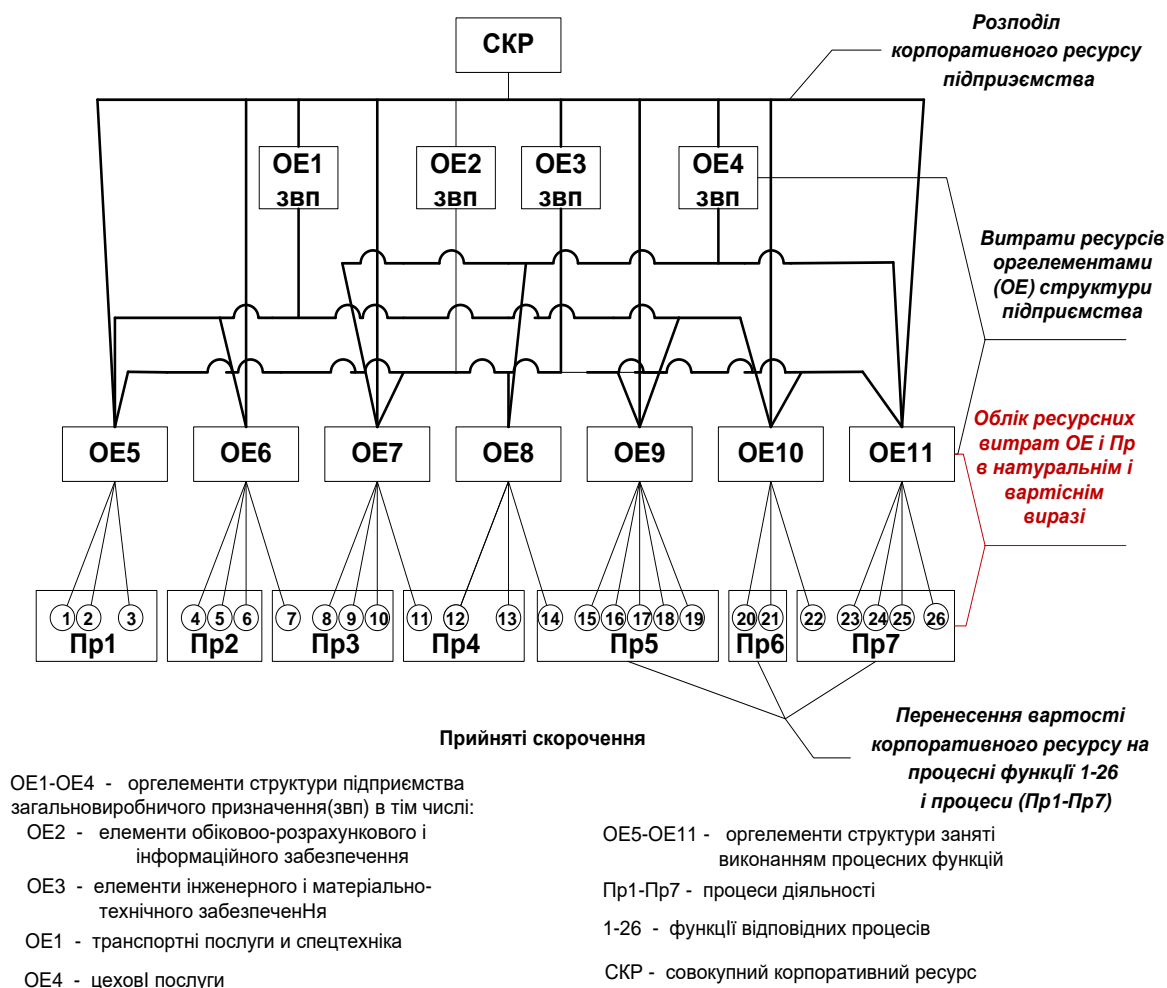 СКР
Розподіл
корпоративного ресурсу
підприэємства
ОЕ1
звп
ОЕ2
звп
ОЕ3
звп
ОЕ4
звп
Витрати ресурсів
оргелементами
(ОЕ) структури
підприємства
Облік ресурсних
витрат ОЕ і Пр
в натуральнім і
вартіснім
виразі
ОЕ5 ОЕ6 ОЕ7 ОЕ8 ОЕ9 ОЕ10 ОЕ11
1 2 3 4 5 6 7 8 9 10 11 12 13 14 15 16 17 18 19 20 21 22 23 24 25 26
Пр1 Пр2 Пр3 Пр4 Пр5 Пр6 Пр7
Перенесення вартості
корпоративного ресурсу на
процесні функцІї 1-26
і процеси (Пр1-Пр7)
Прийняті скорочення
ОЕ1-ОЕ4 - оргелементи структури підприємства
загальновиробничого призначення(звп) в тім числі:
ОЕ2 - елементи обіковоо-розрахункового і
інформаційного забезпечення
ОЕ3 - елементи інженерного і матеріально-
технічного забезпеченНя
ОЕ1 - транспортні послуги и спецтехніка
ОЕ4 - цеховІ послуги
ОЕ5-ОЕ11 - оргелементи структури заняті
виконанням процесних функцій
Пр1-Пр7 - процеси діяльності
1-26 - функцІї відповідних процесів
СКР - совокупний корпоративний ресурс